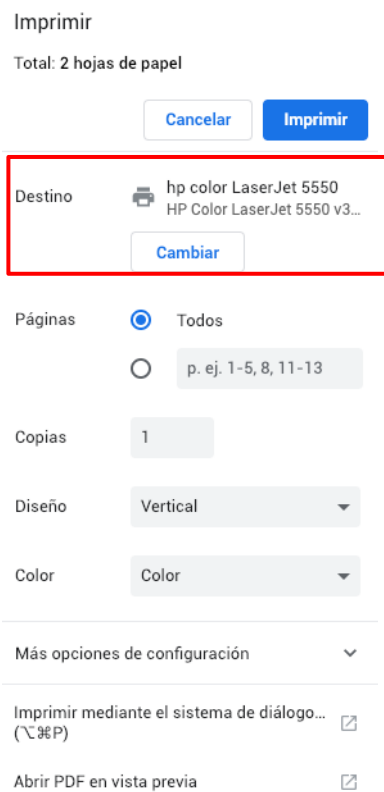 Imprimir
Total: 2 hojas de papel
Cancelar Imprimir
Destino hp color LaserJet 5550
HP Color LaserJet 5550 v3...
Cambiar
Páginas Todos
p. ej. 1-5, 8, 11-13
Copias 1
Diseño Vertical
Color Color
Más opciones de configuración
Imprimir mediante el sistema de diálogo...
(⌥⌘P)
Abrir PDF en vista previa